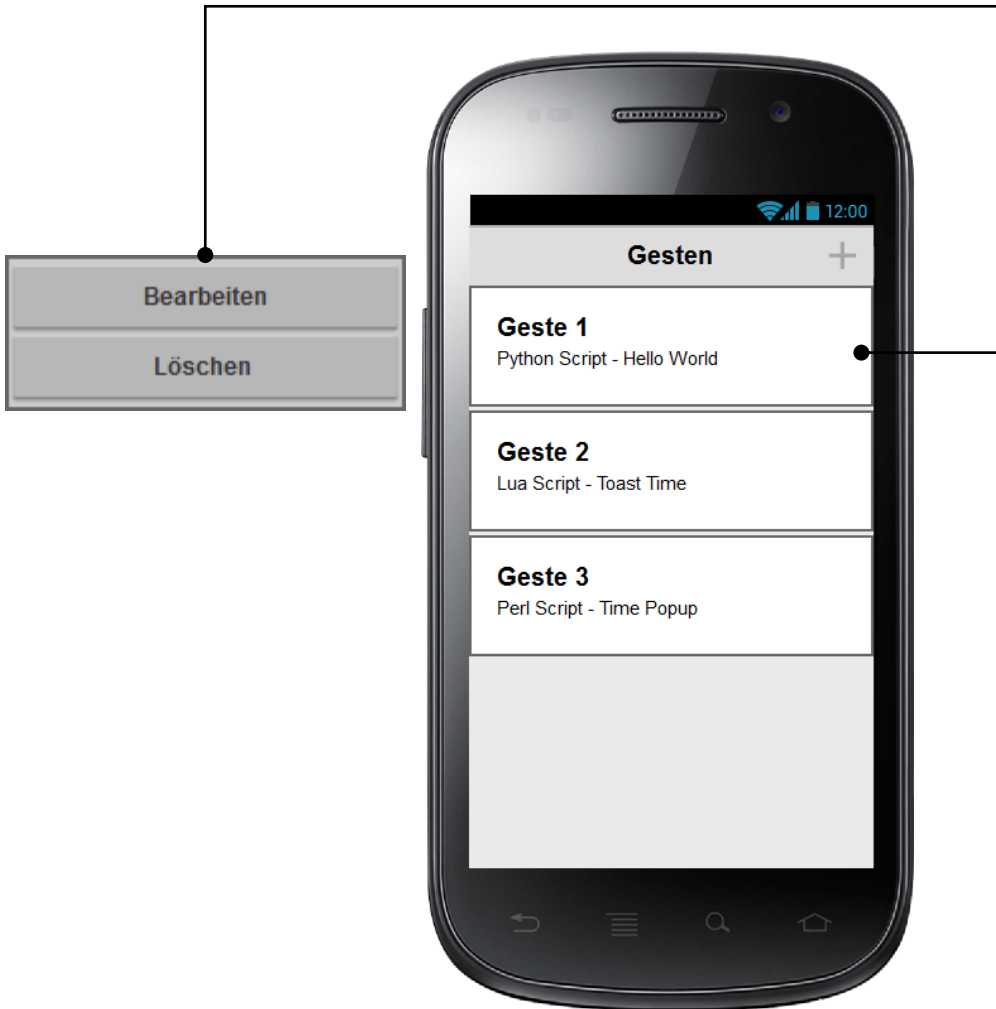 12:00
Gesten
Bearbeiten
Löschen
Geste 1
Python Script - Hello World
Geste 2
Lua Script - Toast Time
Geste 3
Perl Script - Time Popup